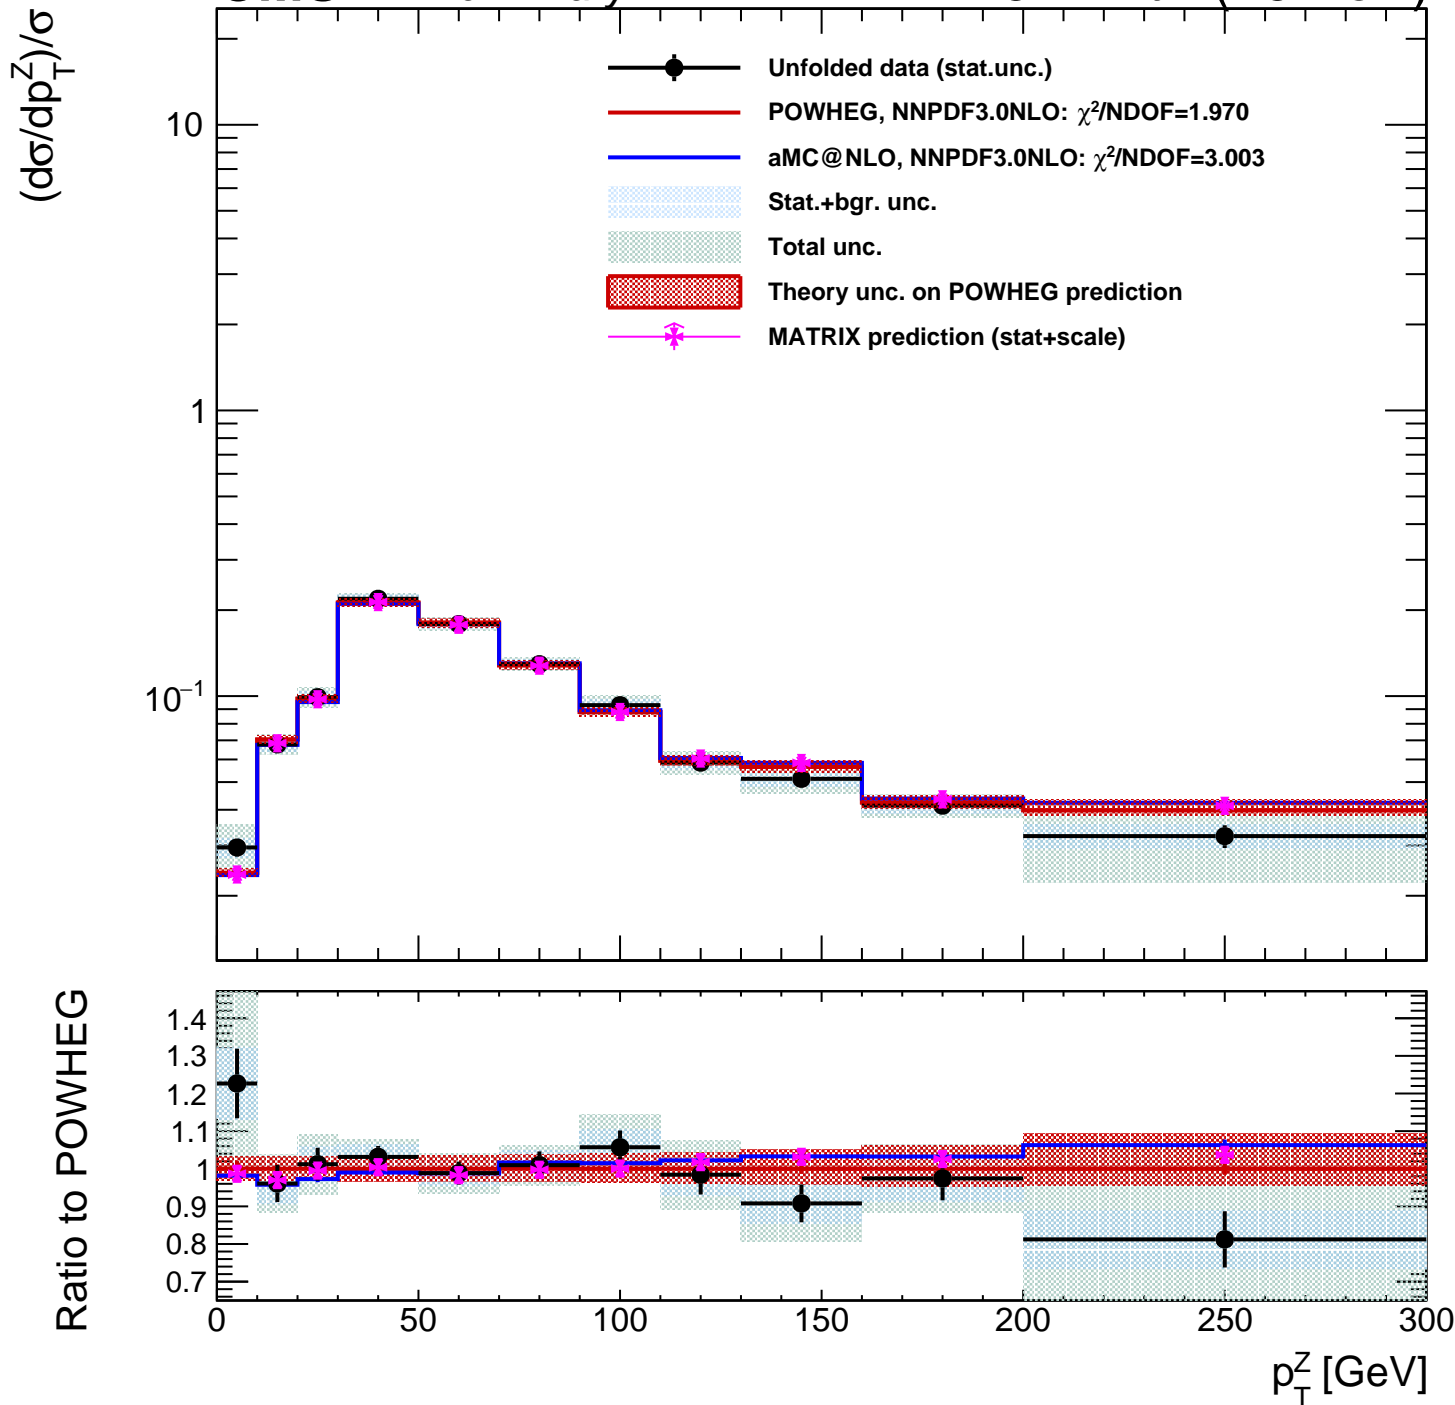 (dσ/dp_T^Z)/σ
Unfolded data (stat.unc.)
POWHEG, NNPDF3.0NLO: χ²/NDOF=1.970
aMC@NLO, NNPDF3.0NLO: χ²/NDOF=3.003
Stat.+bgr. unc.
Total unc.
Theory unc. on POWHEG prediction
MATRIX prediction (stat+scale)
10
1
10⁻¹
Ratio to POWHEG
1.4
1.3
1.2
1.1
1
0.9
0.8
0.7
0 50 100 150 200 250 300
p_T^Z [GeV]